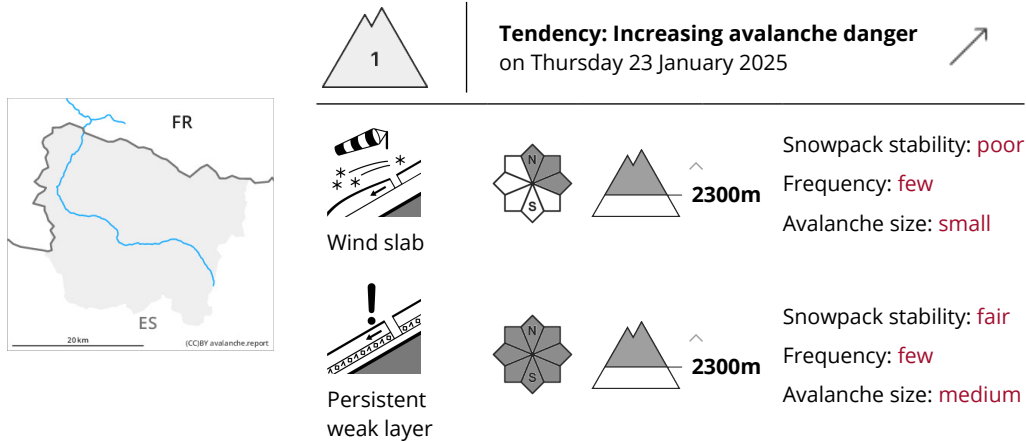 1
Tendency: Increasing avalanche danger
on Thursday 23 January 2025
FR
ES
20 km
(CC)BY avalanche.report
Wind slab
N
S
2300m
Snowpack stability: poor
Frequency: few
Avalanche size: small
Persistent
weak layer
N
S
2300m
Snowpack stability: fair
Frequency: few
Avalanche size: medium